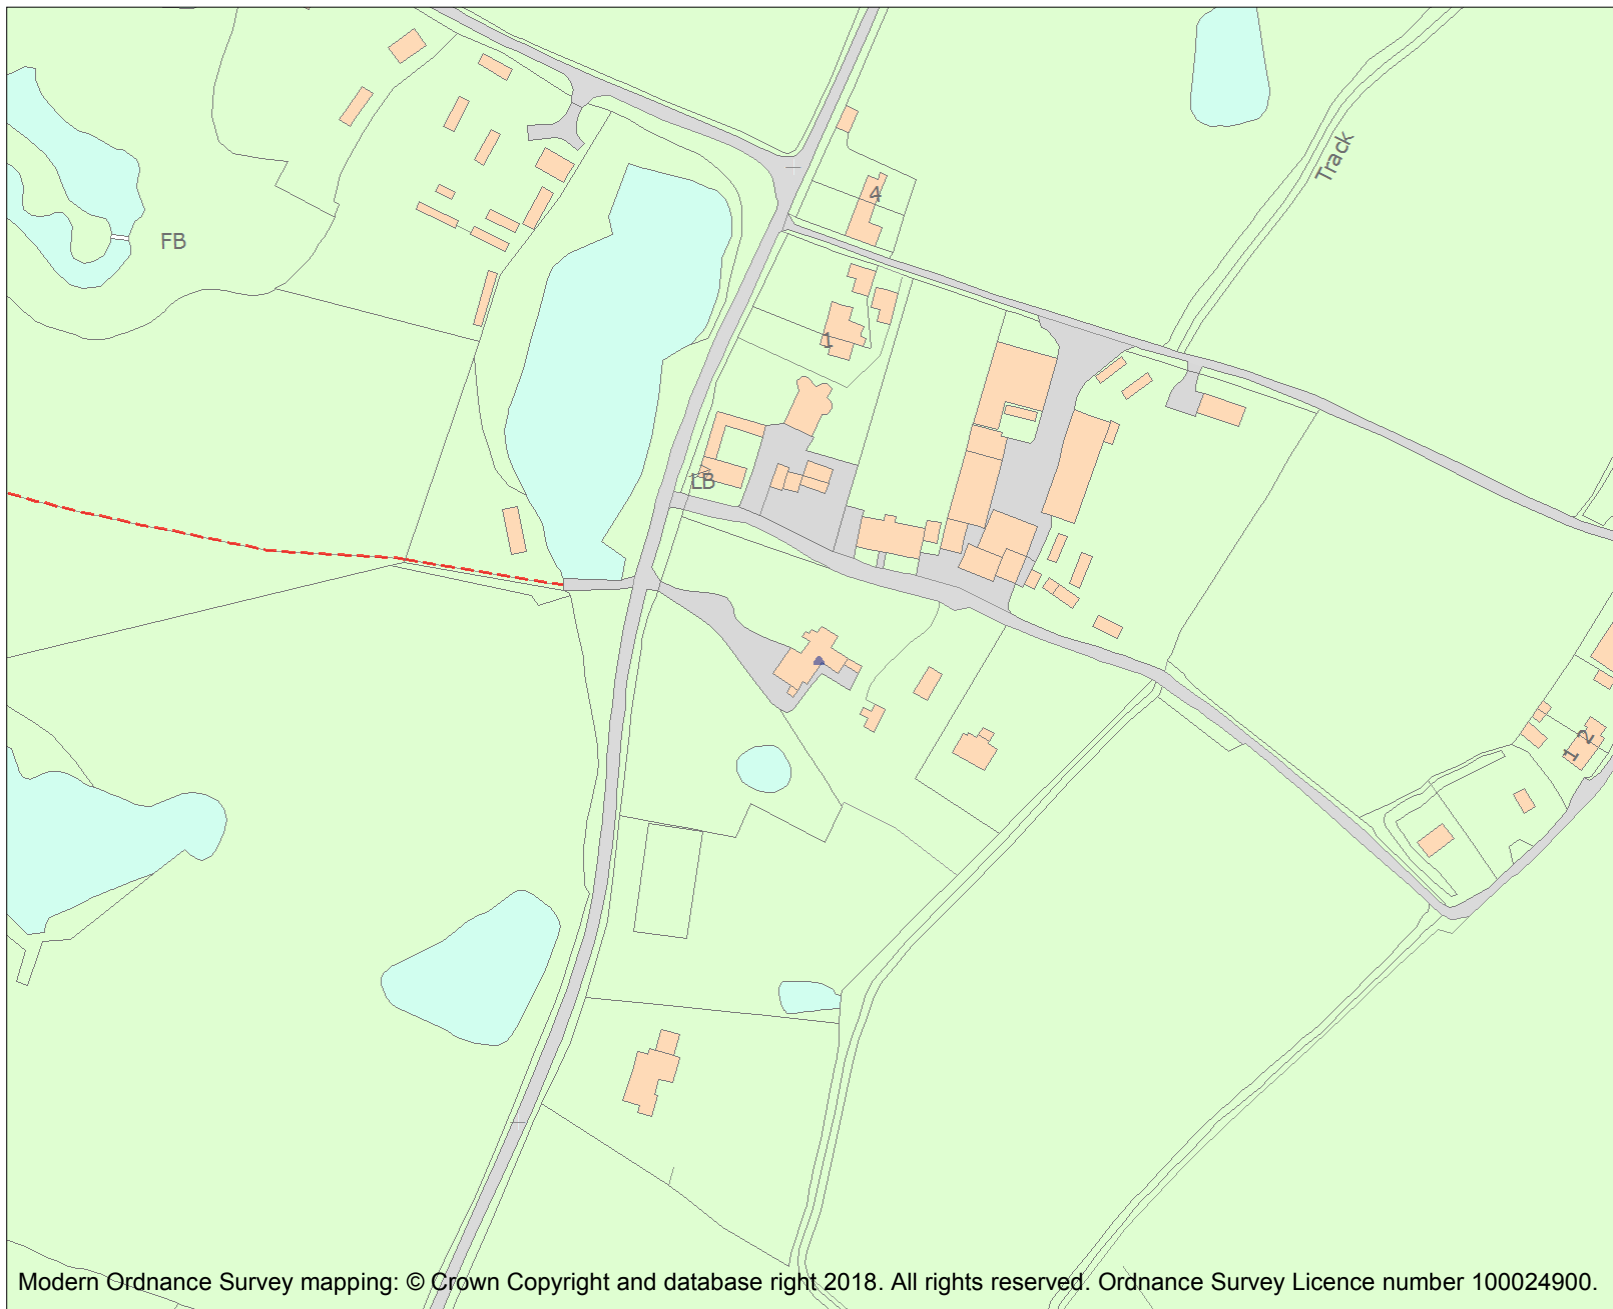 Track
4
FB
1
LB
1 2
Modern Ordnance Survey mapping: © Crown Copyright and database right 2018. All rights reserved. Ordnance Survey Licence number 100024900.